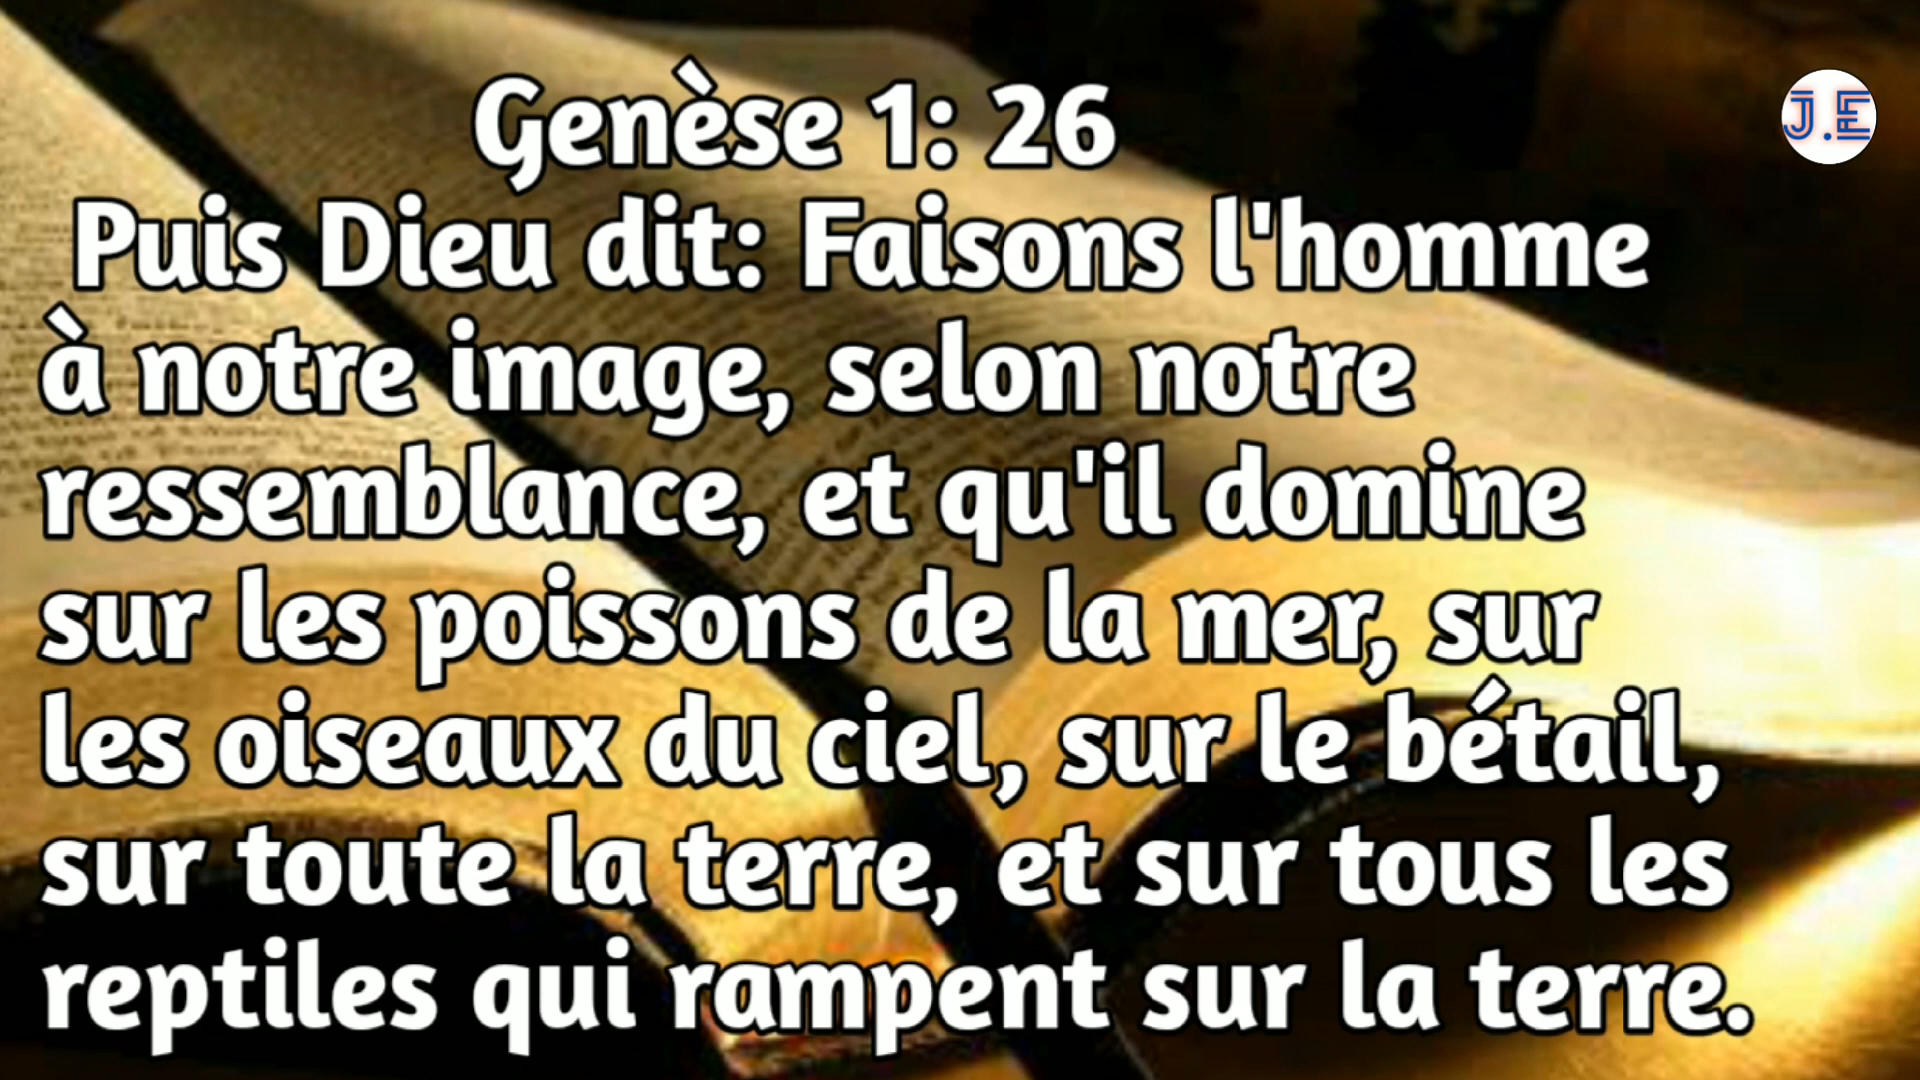 Genèse 1: 26
J.E
Puis Dieu dit: Faisons l'homme
à notre image, selon notre
ressemblance, et qu'il domine
sur les poissons de la mer, sur
les oiseaux du ciel, sur le bétail,
sur toute la terre, et sur tous les
reptiles qui rampent sur la terre.